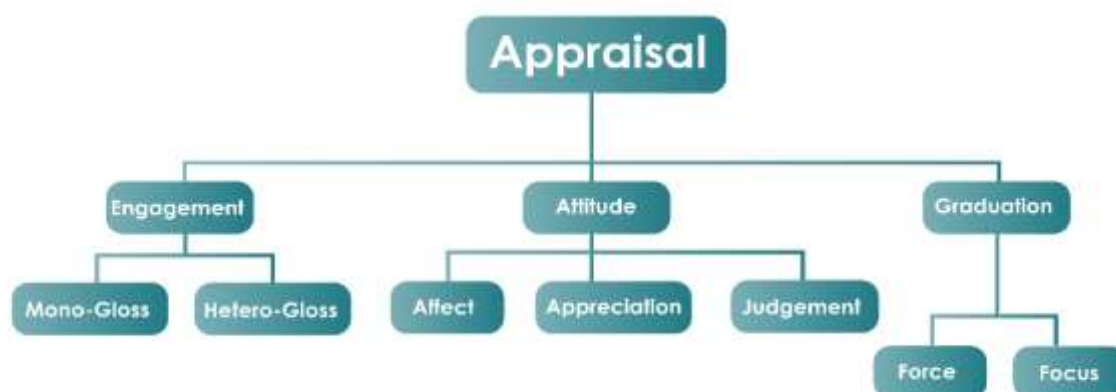 Appraisal
Engagement
Attitude
Graduation
Mono-Gloss
Hetero-Gloss
Affect
Appreciation
Judgement
Force
Focus